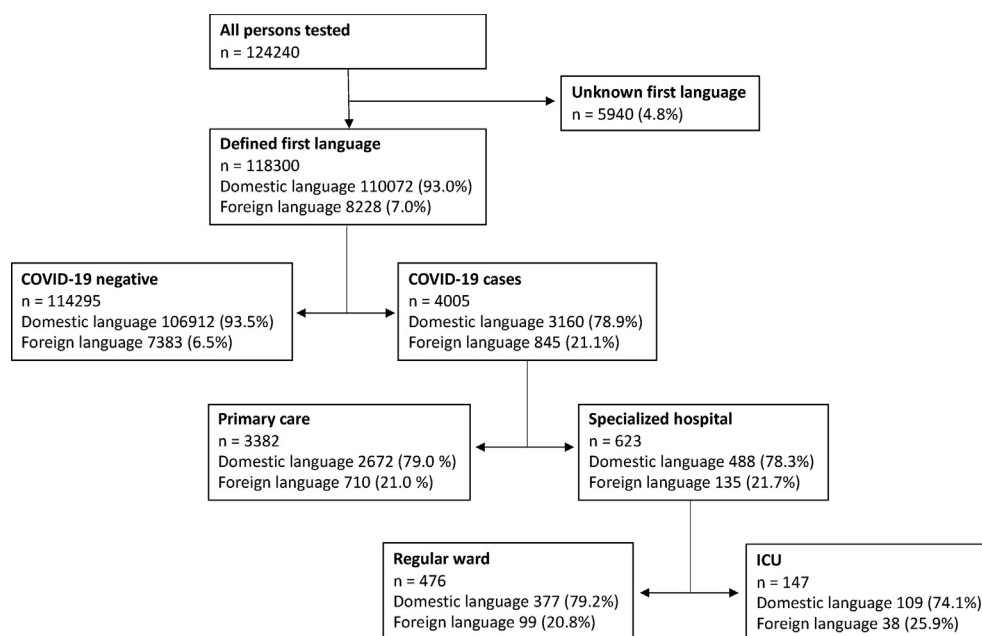 All persons tested
n = 124240
Unknown first language
n = 5940 (4.8%)
Defined first language
n = 118300
Domestic language 110072 (93.0%)
Foreign language 8228 (7.0%)
COVID-19 negative
n = 114295
Domestic language 106912 (93.5%)
Foreign language 7383 (6.5%)
COVID-19 cases
n = 4005
Domestic language 3160 (78.9%)
Foreign language 845 (21.1%)
Primary care
n = 3382
Domestic language 2672 (79.0 %)
Foreign language 710 (21.0 %)
Specialized hospital
n = 623
Domestic language 488 (78.3%)
Foreign language 135 (21.7%)
Regular ward
n = 476
Domestic language 377 (79.2%)
Foreign language 99 (20.8%)
ICU
n = 147
Domestic language 109 (74.1%)
Foreign language 38 (25.9%)